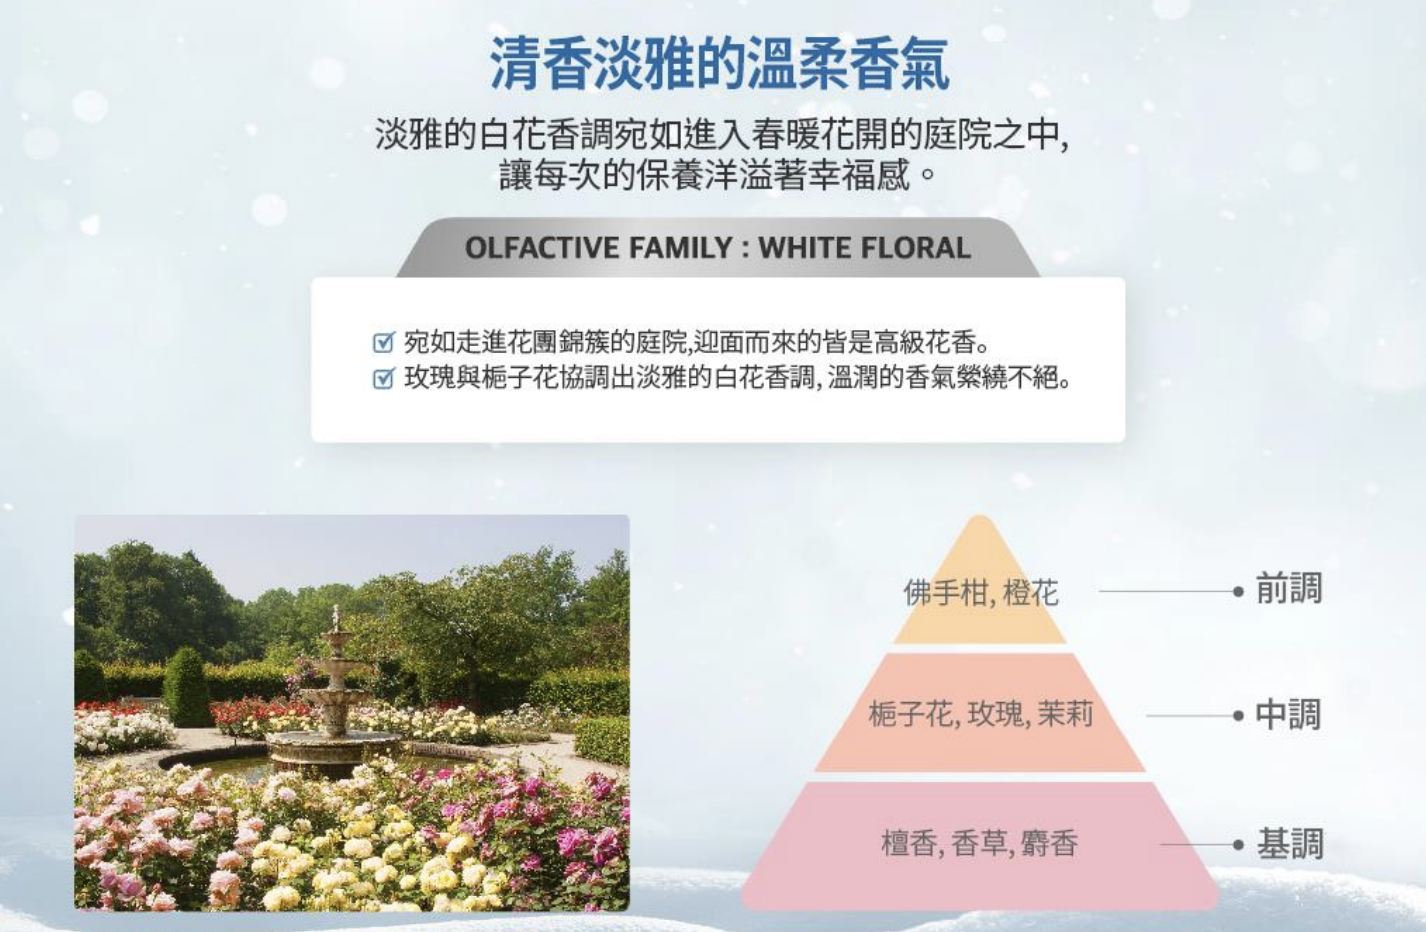 清香淡雅的溫柔香氣
淡雅的白花香調宛如進入春暖花開的庭院之中,
讓每次的保養洋溢著幸福感。
OLFACTIVE FAMILY : WHITE FLORAL
宛如走進花團錦簇的庭院,迎面而來的皆是高級花香。
玫瑰與梔子花協調出淡雅的白花香調, 溫潤的香氣縈繞不絕。
佛手柑, 橙花
前調
梔子花, 玫瑰, 茉莉
中調
檀香, 香草, 麝香
基調